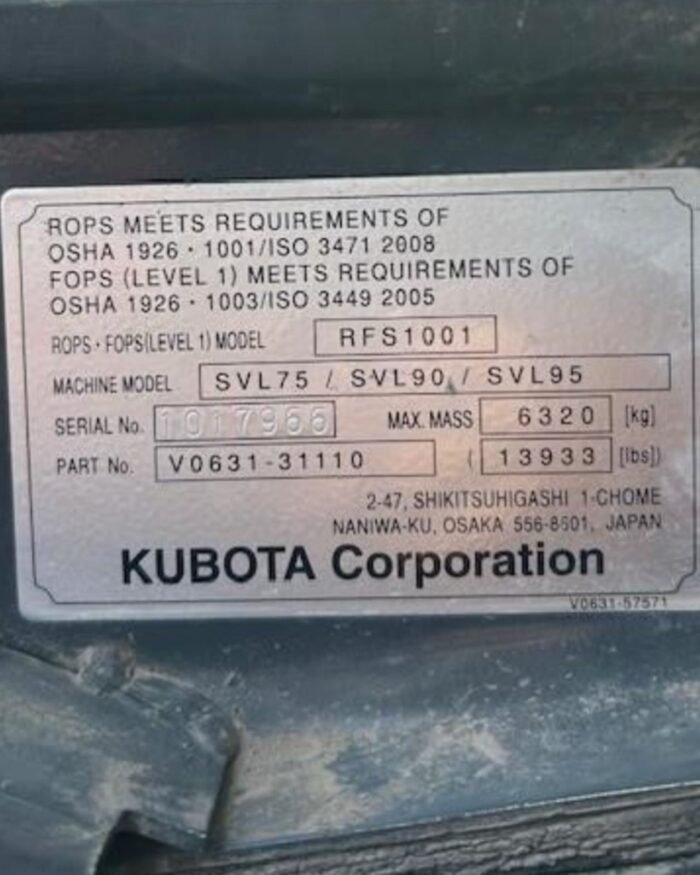 ROPS MEETS REQUIREMENTS OF
OSHA 1926・1001/ISO 3471 2008
FOPS (LEVEL 1) MEETS REQUIREMENTS OF
OSHA 1926・1003/ISO 3449 2005
ROPS・FOPS(LEVEL 1) MODEL RFS1001
MACHINE MODEL SVL75 / SVL90 / SVL95
SERIAL No. 1017966 MAX. MASS 6320 [kg]
PART No. V0631-31110 (13933 [lbs])
2-47, SHIKITSUHIGASHI 1-CHOME
NANIWA-KU, OSAKA 556-8601, JAPAN
KUBOTA Corporation
V0631-57571